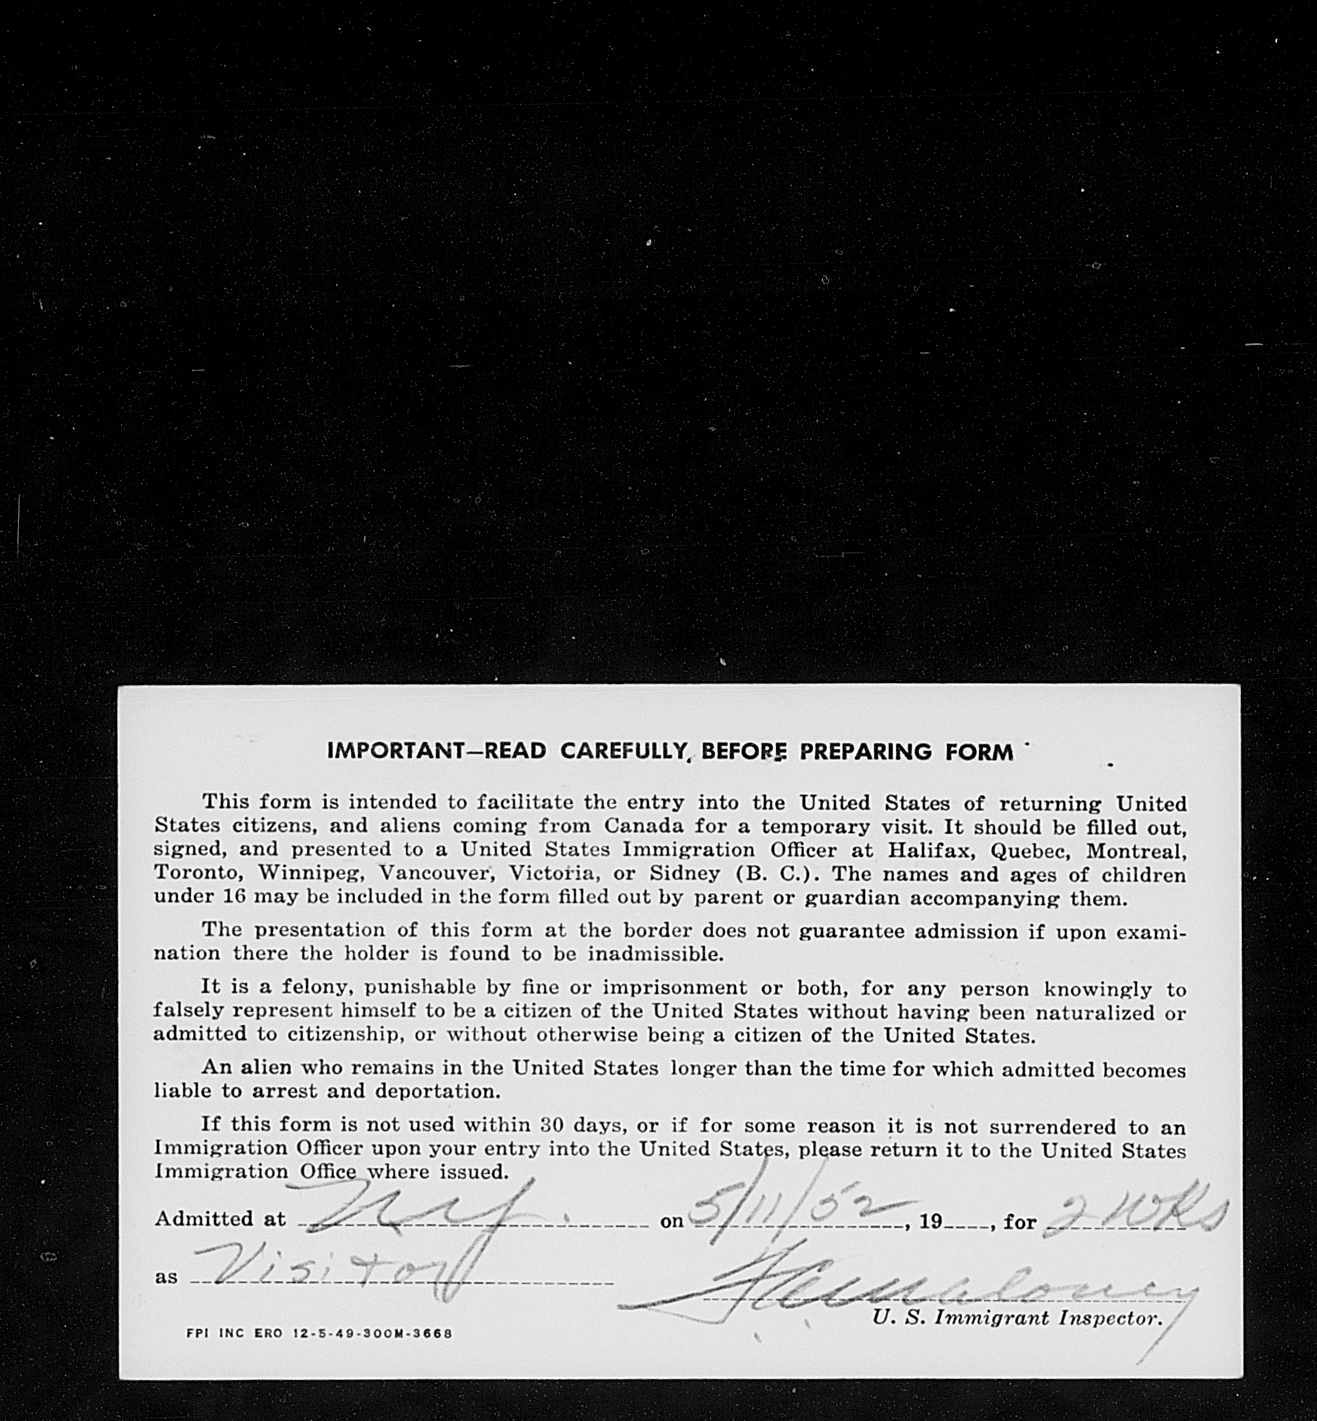 IMPORTANT—READ CAREFULLY BEFORE PREPARING FORM
This form is intended to facilitate the entry into the United States of returning United
States citizens, and aliens coming from Canada for a temporary visit. It should be filled out,
signed, and presented to a United States Immigration Officer at Halifax, Quebec, Montreal,
Toronto, Winnipeg, Vancouver, Victoria, or Sidney (B. C.). The names and ages of children
under 16 may be included in the form filled out by parent or guardian accompanying them.
The presentation of this form at the border does not guarantee admission if upon exami-
nation there the holder is found to be inadmissible.
It is a felony, punishable by fine or imprisonment or both, for any person knowingly to
falsely represent himself to be a citizen of the United States without having been naturalized or
admitted to citizenship, or without otherwise being a citizen of the United States.
An alien who remains in the United States longer than the time for which admitted becomes
liable to arrest and deportation.
If this form is not used within 30 days, or if for some reason it is not surrendered to an
Immigration Officer upon your entry into the United States, please return it to the United States
Immigration Office where issued.
Admitted at NY. on 5/11/52, 19, for 2 wks
as Visitor
U. S. Immigrant Inspector.
FPI INC ERO 12-5-49-300M-3668